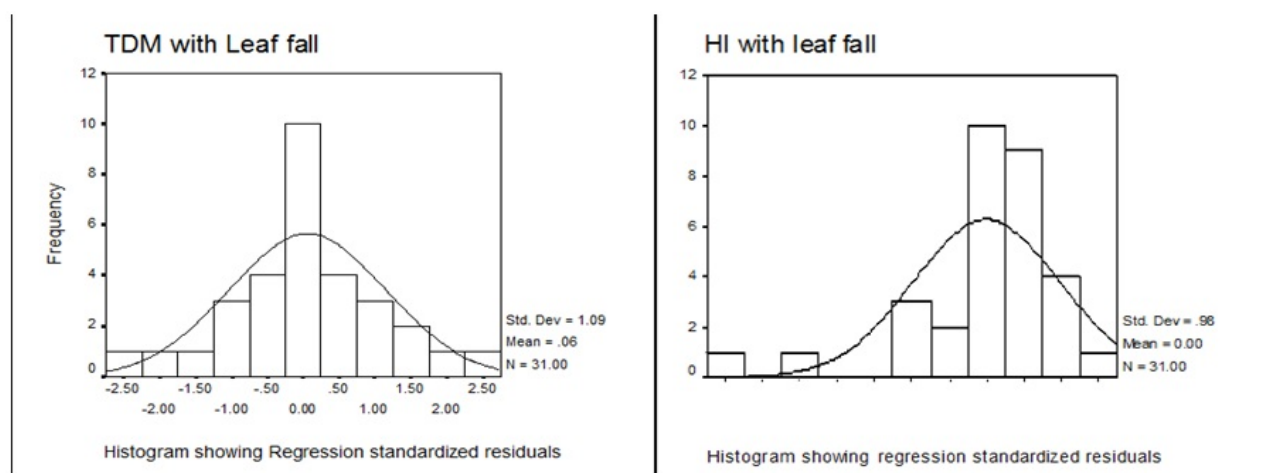 TDM with Leaf fall
Frequency
12
10
8
6
4
2
0
-2.50 -1.50 -.50 .50 1.50 2.50
-2.00 -1.00 0.00 1.00 2.00
Std. Dev = 1.09
Mean = .06
N = 31.00
Histogram showing Regression standardized residuals
HI with leaf fall
12
10
8
6
4
2
0
Std. Dev = .98
Mean = 0.00
N = 31.00
Histogram showing regression standardized residuals